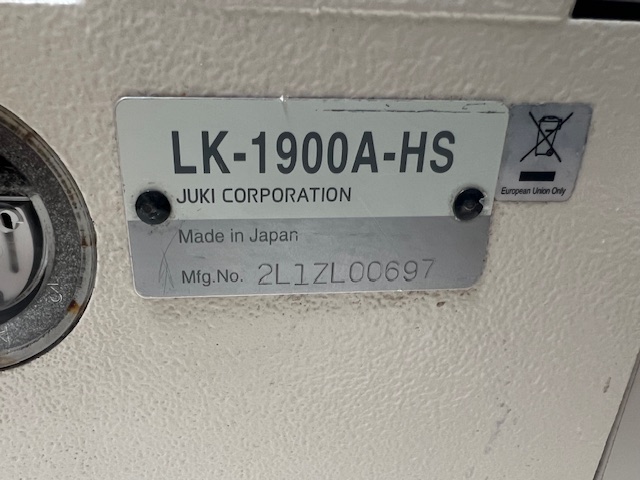 LK-1900A-HS
JUKI CORPORATION
Made in Japan
Mfg.No. 2L1ZL00697
European Union Only